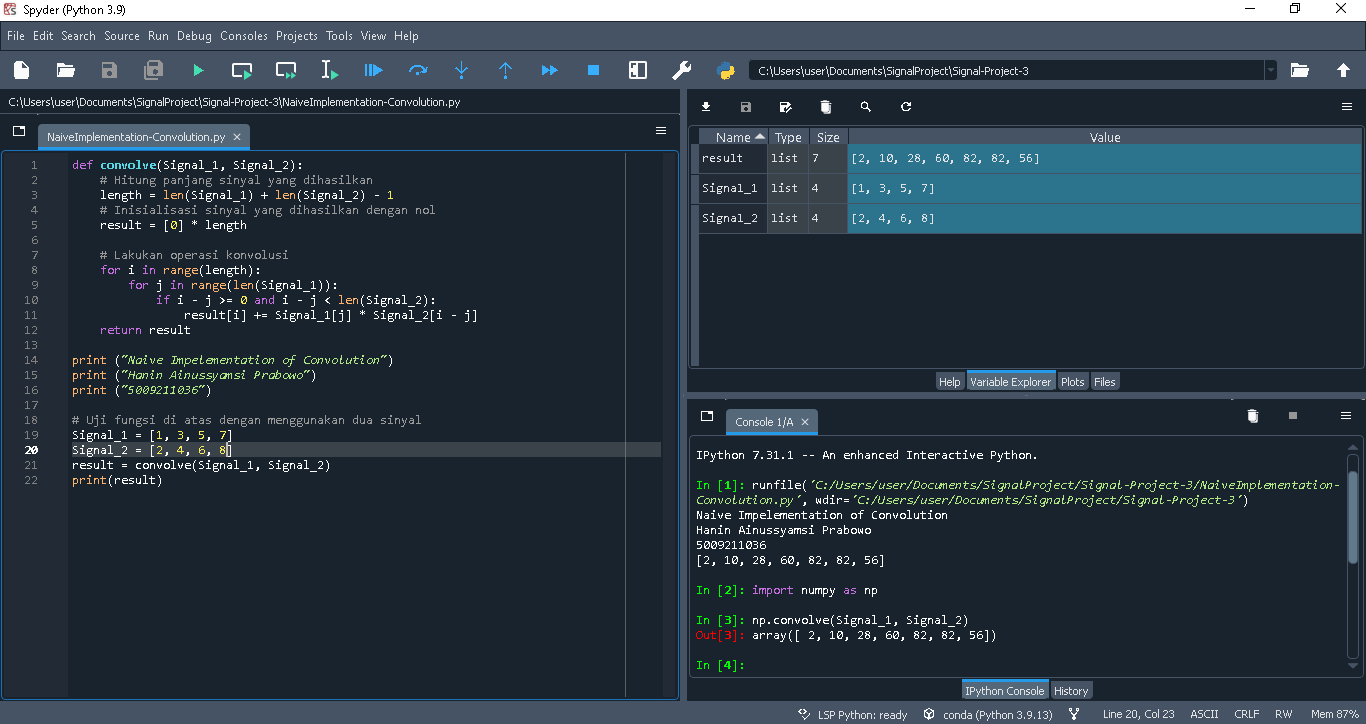 Spyder (Python 3.9)
File Edit Search Source Run Debug Consoles Projects Tools View Help
C:\Users\user\Documents\SignalProject\Signal-Project-3
C:\Users\user\Documents\SignalProject\Signal-Project-3\NaiveImplementation-Convolution.py
NaiveImplementation-Convolution.py
1 def convolve(Signal_1, Signal_2):
2 # Hitung panjang sinyal yang dihasilkan
3 length = len(Signal_1) + len(Signal_2) - 1
4 # Inisialisasi sinyal yang dihasilkan dengan nol
5 result = [0] * length
6
7 # Lakukan operasi konvolusi
8 for i in range(length):
9 for j in range(len(Signal_1)):
10 if i - j >= 0 and i - j < len(Signal_2):
11 result[i] += Signal_1[j] * Signal_2[i - j]
12 return result
13
14 print ("Naive Impelementation of Convolution")
15 print ("Hanin Ainussyamsi Prabowo")
16 print ("5009211036")
17
18 # Uji fungsi di atas dengan menggunakan dua sinyal
19 Signal_1 = [1, 3, 5, 7]
20 Signal_2 = [2, 4, 6, 8]
21 result = convolve(Signal_1, Signal_2)
22 print(result)
Name Type Size Value
result list 7 [2, 10, 28, 60, 82, 82, 56]
Signal_1 list 4 [1, 3, 5, 7]
Signal_2 list 4 [2, 4, 6, 8]
Help Variable Explorer Plots Files
Console 1/A
IPython 7.31.1 -- An enhanced Interactive Python.
In [1]: runfile('C:/Users/user/Documents/SignalProject/Signal-Project-3/NaiveImplementation-
Convolution.py', wdir='C:/Users/user/Documents/SignalProject/Signal-Project-3')
Naive Impelementation of Convolution
Hanin Ainussyamsi Prabowo
5009211036
[2, 10, 28, 60, 82, 82, 56]
In [2]: import numpy as np
In [3]: np.convolve(Signal_1, Signal_2)
Out[3]: array([ 2, 10, 28, 60, 82, 82, 56])
In [4]:
IPython Console History
LSP Python: ready conda (Python 3.9.13) Line 20, Col 23 ASCII CRLF RW Mem 87%